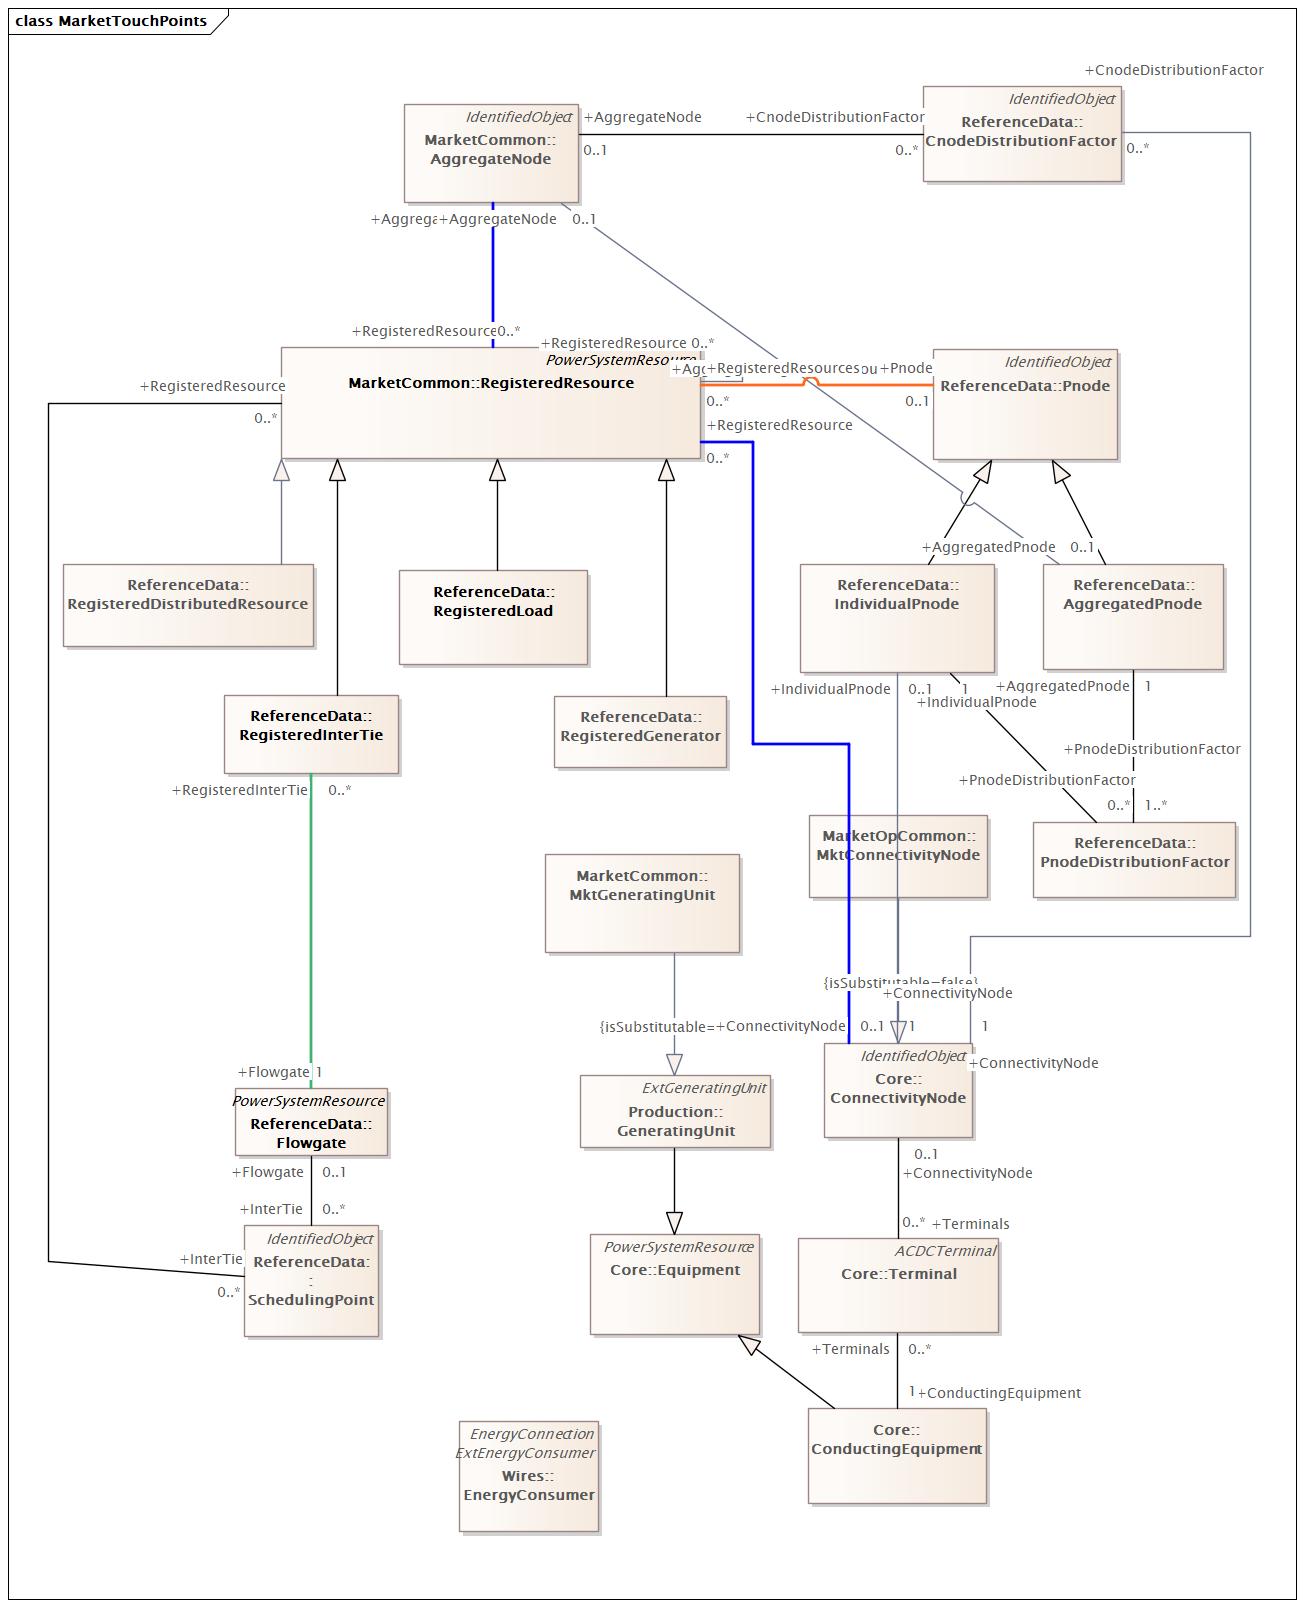 class MarketTouchPoints
+CnodeDistributionFactor
IdentifiedObject
MarketCommon::
AggregateNode
+AggregateNode
0..1
+CnodeDistributionFactor
0..*
IdentifiedObject
ReferenceData::
CnodeDistributionFactor
0..*
+AggregateNode
0..1
+RegisteredResource
0..*
+RegisteredResource 0..*
PowerSystemResource
MarketCommon::RegisteredResource
+RegisteredResource
0..*
+RegisteredResources
+Pnode
0..*
0..1
+RegisteredResource
0..*
IdentifiedObject
ReferenceData::Pnode
+AggregatedPnode
0..1
ReferenceData::
RegisteredDistributedResource
ReferenceData::
RegisteredLoad
ReferenceData::
IndividualPnode
ReferenceData::
AggregatedPnode
ReferenceData::
RegisteredInterTie
ReferenceData::
RegisteredGenerator
+IndividualPnode
0..1
1
+IndividualPnode
+AggregatedPnode
1
+PnodeDistributionFactor
+PnodeDistributionFactor
0..*
1..*
+RegisteredInterTie
0..*
MarketOpCommon::
MktConnectivityNode
ReferenceData::
PnodeDistributionFactor
MarketCommon::
MktGeneratingUnit
{isSubstitutable=false}
+ConnectivityNode
{isSubstitutable=
+ConnectivityNode
0..1
1
1
+ConnectivityNode
+Flowgate
1
PowerSystemResource
ReferenceData::
Flowgate
ExtGeneratingUnit
Production::
GeneratingUnit
IdentifiedObject
Core::
ConnectivityNode
+Flowgate
0..1
+InterTie
0..*
0..1
+ConnectivityNode
0..*
+Terminals
IdentifiedObject
ReferenceData:
:
SchedulingPoint
+InterTie
0..*
PowerSystemResource
Core::Equipment
ACDCTerminal
Core::Terminal
+Terminals
0..*
1
+ConductingEquipment
Core::
ConductingEquipment
EnergyConnection
ExtEnergyConsumer
Wires::
EnergyConsumer